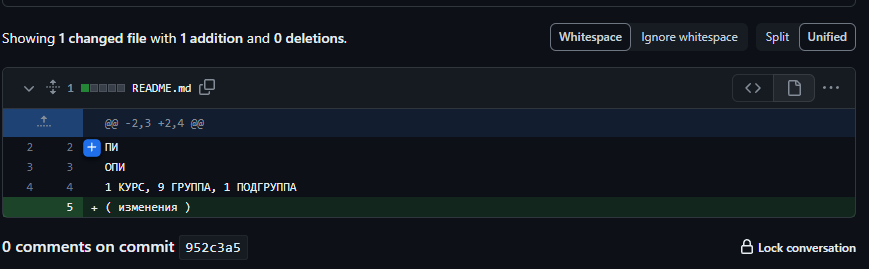 Showing 1 changed file with 1 addition and 0 deletions.
Whitespace Ignore whitespace Split Unified
1 README.md
@@ -2,3 +2,4 @@
2 2 ПИ
3 3 ОПИ
4 4 1 КУРС, 9 ГРУППА, 1 ПОДГРУППА
5 + ( изменения )
0 comments on commit 952c3a5
Lock conversation